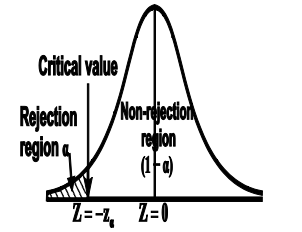 Critical value
Rejection
region α
Non-rejection
region
(1 - α)
Z = -zα
Z = 0